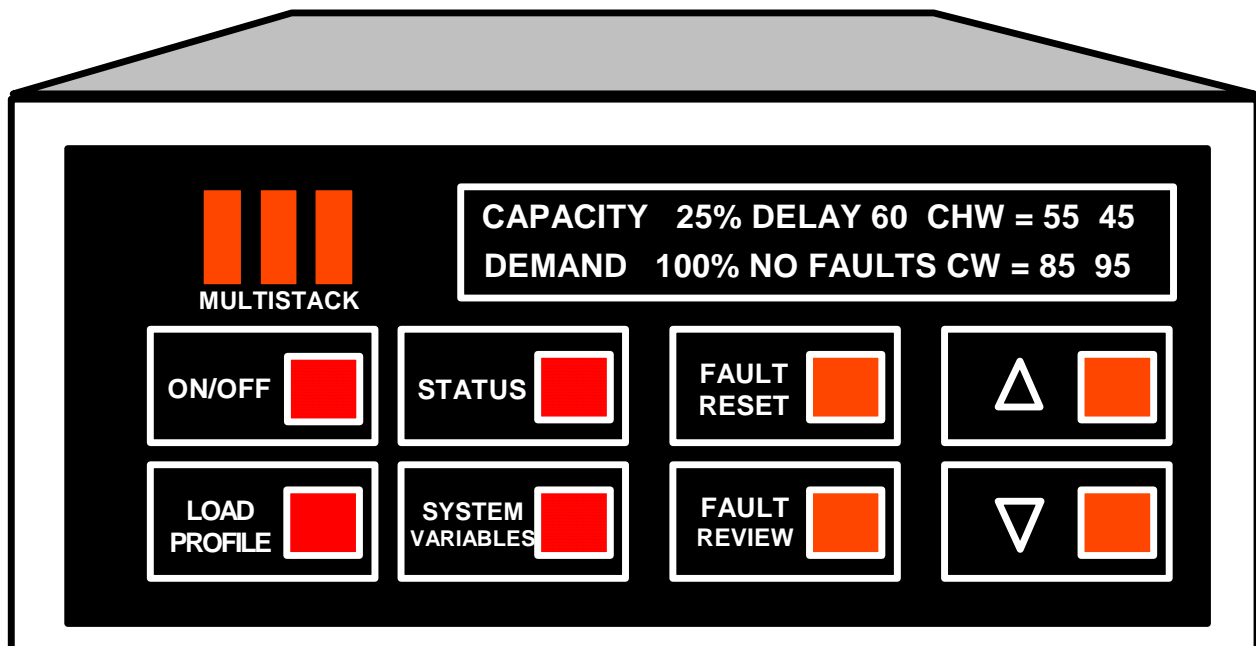 MULTISTACK
CAPACITY 25% DELAY 60 CHW = 55 45
DEMAND 100% NO FAULTS CW = 85 95
ON/OFF
STATUS
FAULT
RESET
LOAD
PROFILE
SYSTEM
VARIABLES
FAULT
REVIEW